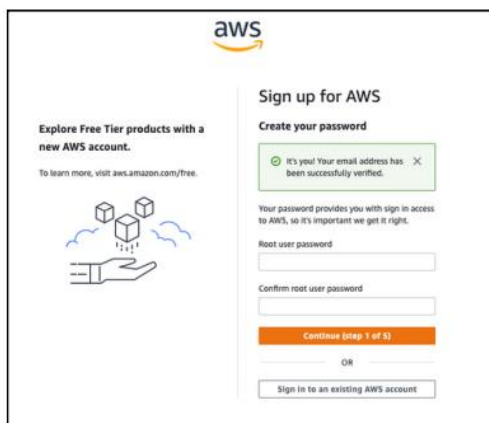 aws
Explore Free Tier products with a
new AWS account.
To learn more, visit aws.amazon.com/free.
Sign up for AWS
Create your password
It's you! Your email address has
been successfully verified.
Your password provides you with sign in access
to AWS, so it's important we get it right.
Root user password
Confirm root user password
Continue (step 1 of 5)
OR
Sign in to an existing AWS account